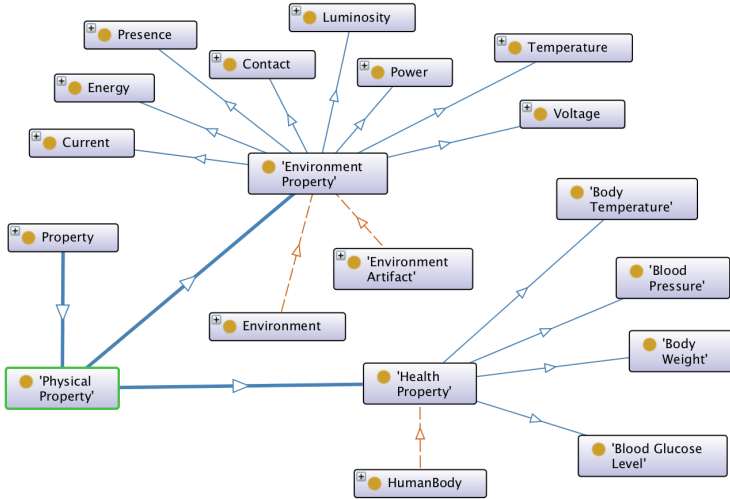 Luminosity
Presence
Temperature
Contact
Power
Energy
Voltage
Current
'Environment
Property'
'Body
Temperature'
Property
'Environment
Artifact'
'Blood
Pressure'
Environment
'Body
Weight'
'Physical
Property'
'Health
Property'
'Blood Glucose
Level'
HumanBody